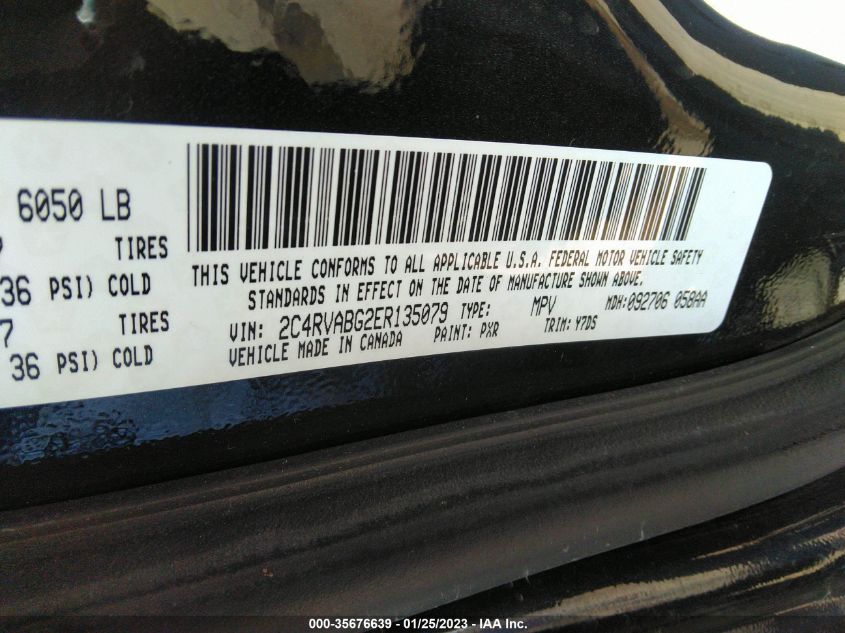 6050 LB
TIRES
36 PSI) COLD
7 TIRES
36 PSI) COLD
THIS VEHICLE CONFORMS TO ALL APPLICABLE U.S.A. FEDERAL MOTOR VEHICLE SAFETY
STANDARDS IN EFFECT ON THE DATE OF MANUFACTURE SHOWN ABOVE.
VIN: 2C4RVABG2ER135079 TYPE: MPV MDH:092706 058AA
VEHICLE MADE IN CANADA PAINT: PXR TRIM: Y7DS
000-35676639 - 01/25/2023 - IAA Inc.